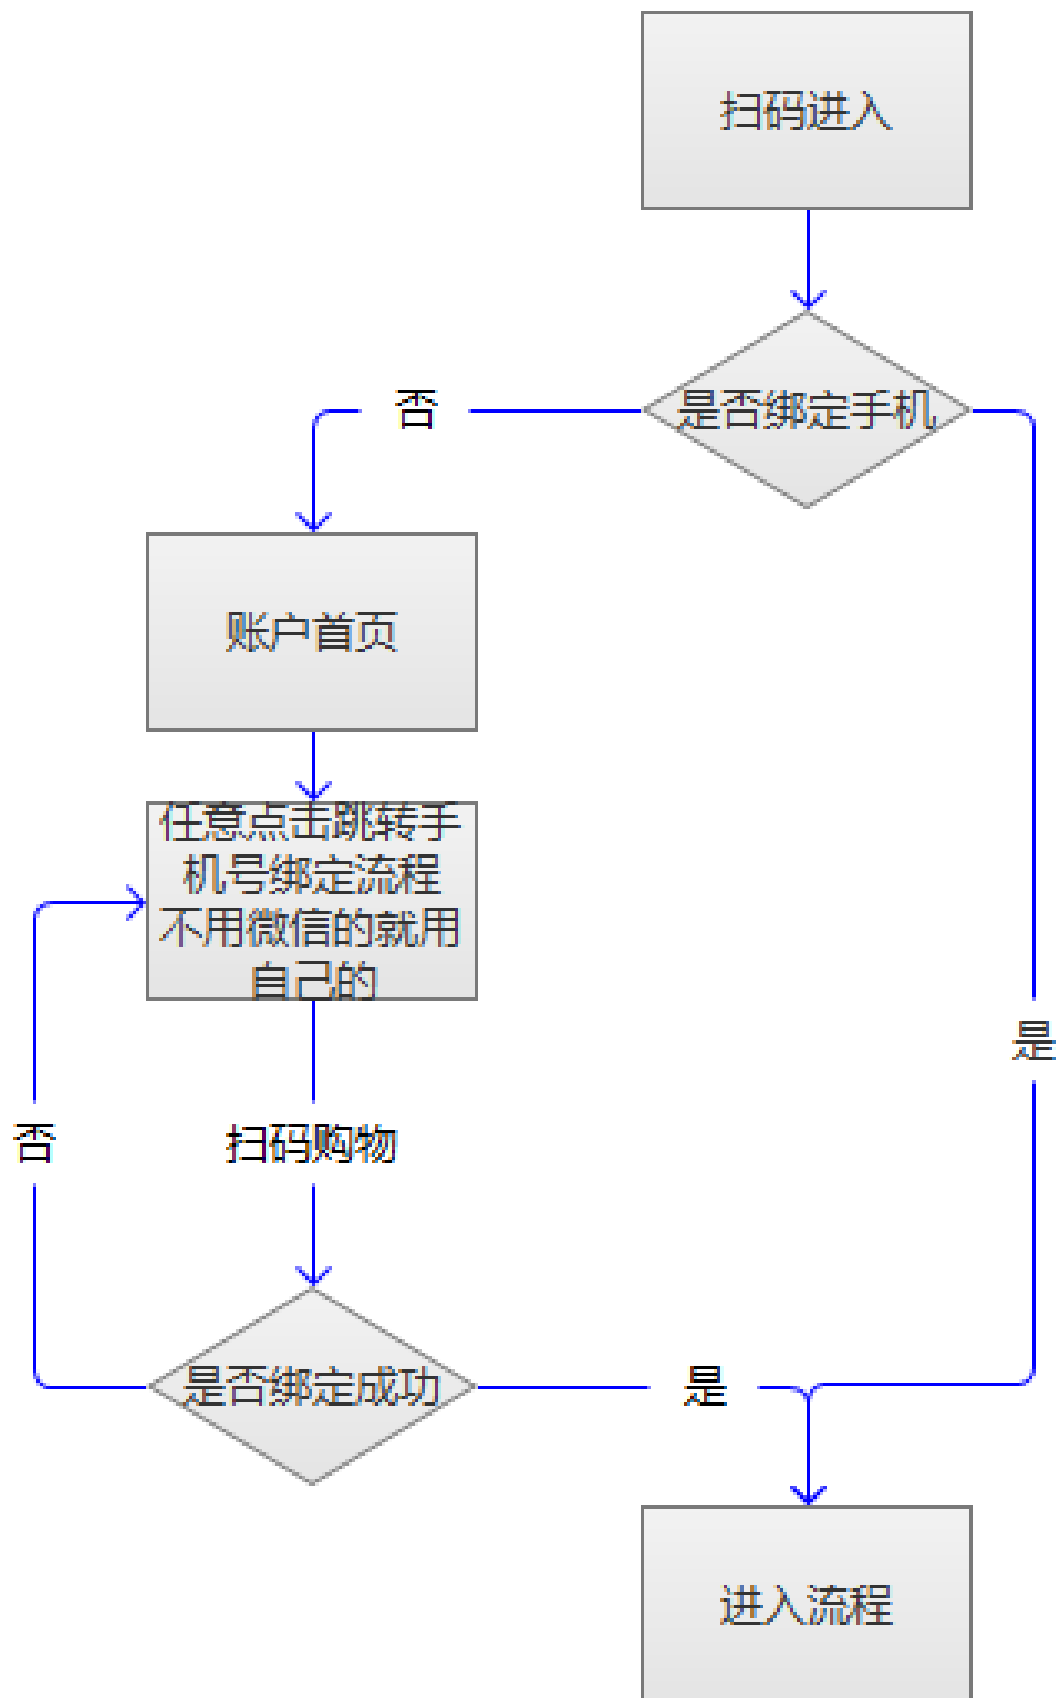 扫码进入
是否绑定手机
否
账户首页
任意点击跳转手
机号绑定流程
不用微信的就用
自己的
是
否
扫码购物
是否绑定成功
是
进入流程